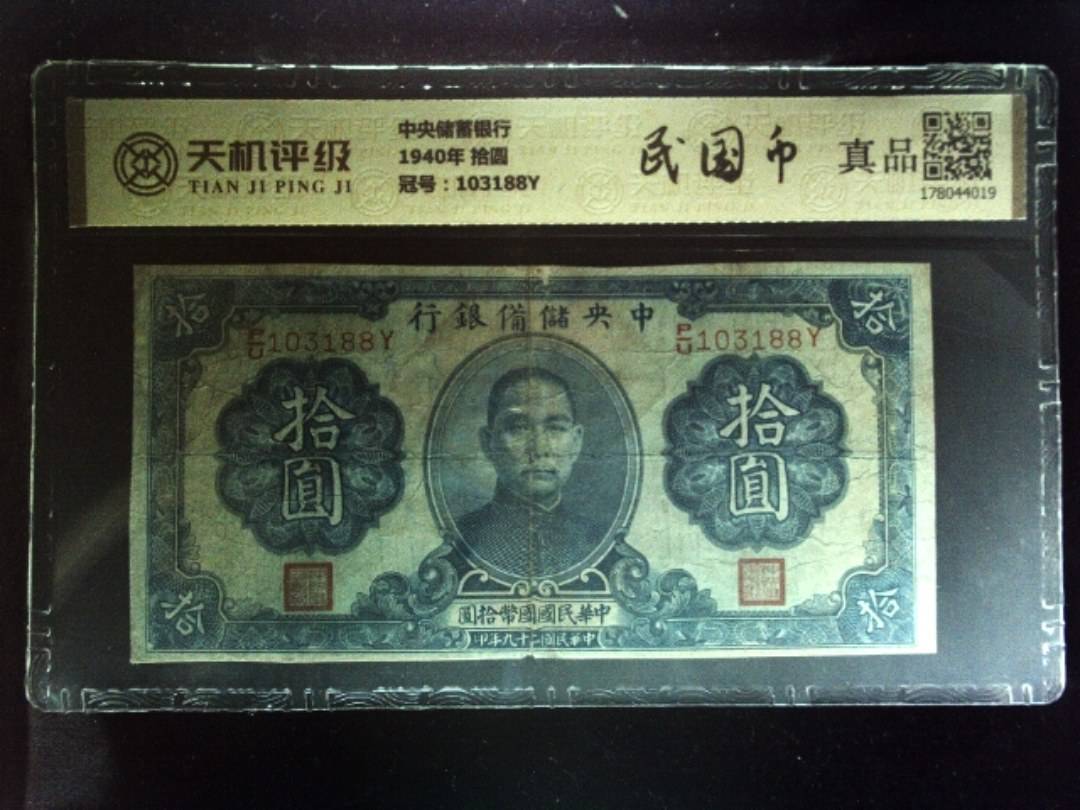 天机评级
TIAN JI PING JI
中央储蓄银行
1940年 拾圆
冠号:103188Y
民国币
真品
178044019
拾
拾
行銀備儲央中
103188Y
P/U103188Y
拾圓
拾圓
圓拾幣國國民華中
印年九十二國民華中
拾
拾